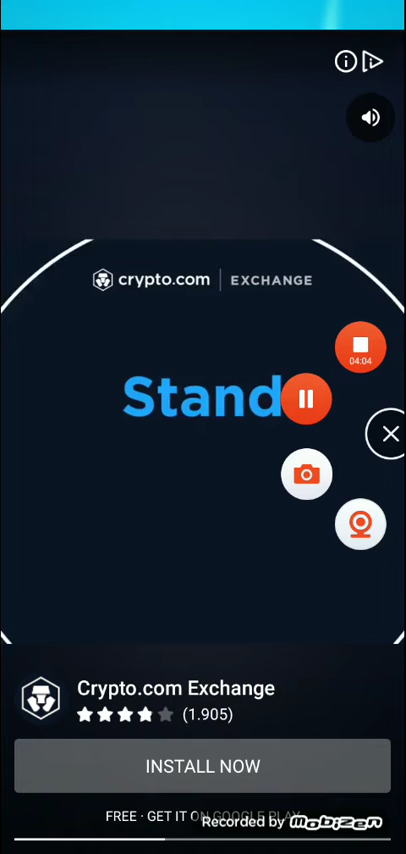 crypto.com | EXCHANGE
04:04
Stand
Crypto.com Exchange
(1.905)
INSTALL NOW
FREE · GET IT ON GOOGLE PLAY
Recorded by mobizen